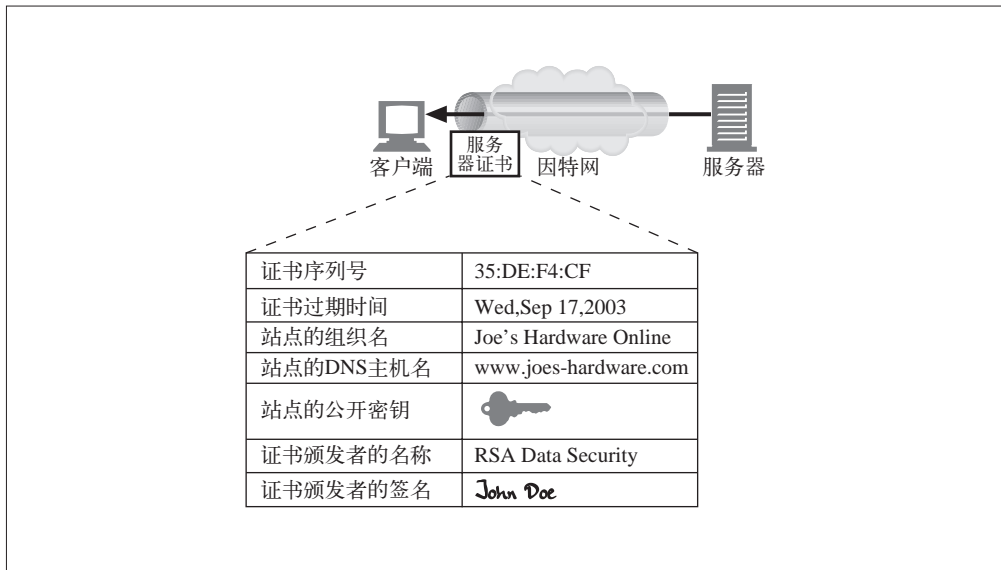 客户端
服务
器证书
因特网
服务器
证书序列号 35:DE:F4:CF
证书过期时间 Wed,Sep 17,2003
站点的组织名 Joe's Hardware Online
站点的DNS主机名 www.joes-hardware.com
站点的公开密钥
证书颁发者的名称 RSA Data Security
证书颁发者的签名 John Doe